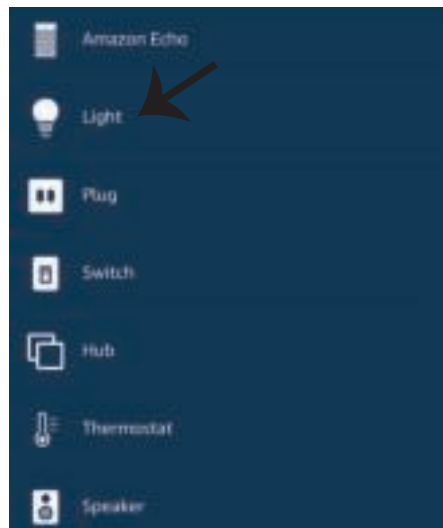 Amazon Echo
Light
Plug
Switch
Hub
Thermostat
Speaker